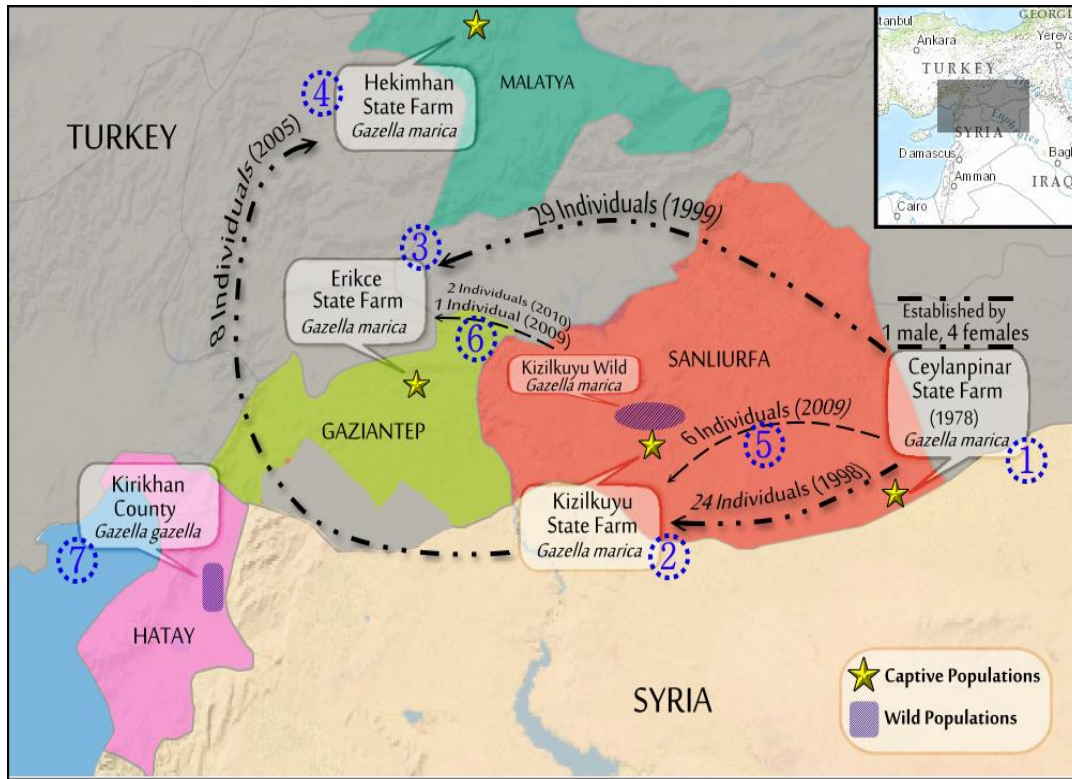 4
Hekimhan
State Farm
Gazella marica
MALATYA
TURKEY
8 Individuals (2005)
29 Individuals (1999)
3
Erikce
State Farm
Gazella marica
2 Individuals (2010)
1 Individual (2009)
6
Kizilkuyu Wild
Gazella marica
SANLIURFA
Established by
1 male, 4 females
Ceylanpinar
State Farm
(1978)
Gazella marica
1
GAZIANTEP
6 Individuals (2009)
5
24 Individuals (1998)
Kizilkuyu
State Farm
Gazella marica
2
Kirikhan
County
Gazella gazella
7
HATAY
SYRIA
Captive Populations
Wild Populations
tanbul
GEORGI
Ankara
Yereva
TURKEY
Euphrates
SYRIA
Damascus
Bagh
Amman
IRAQ
Cairo